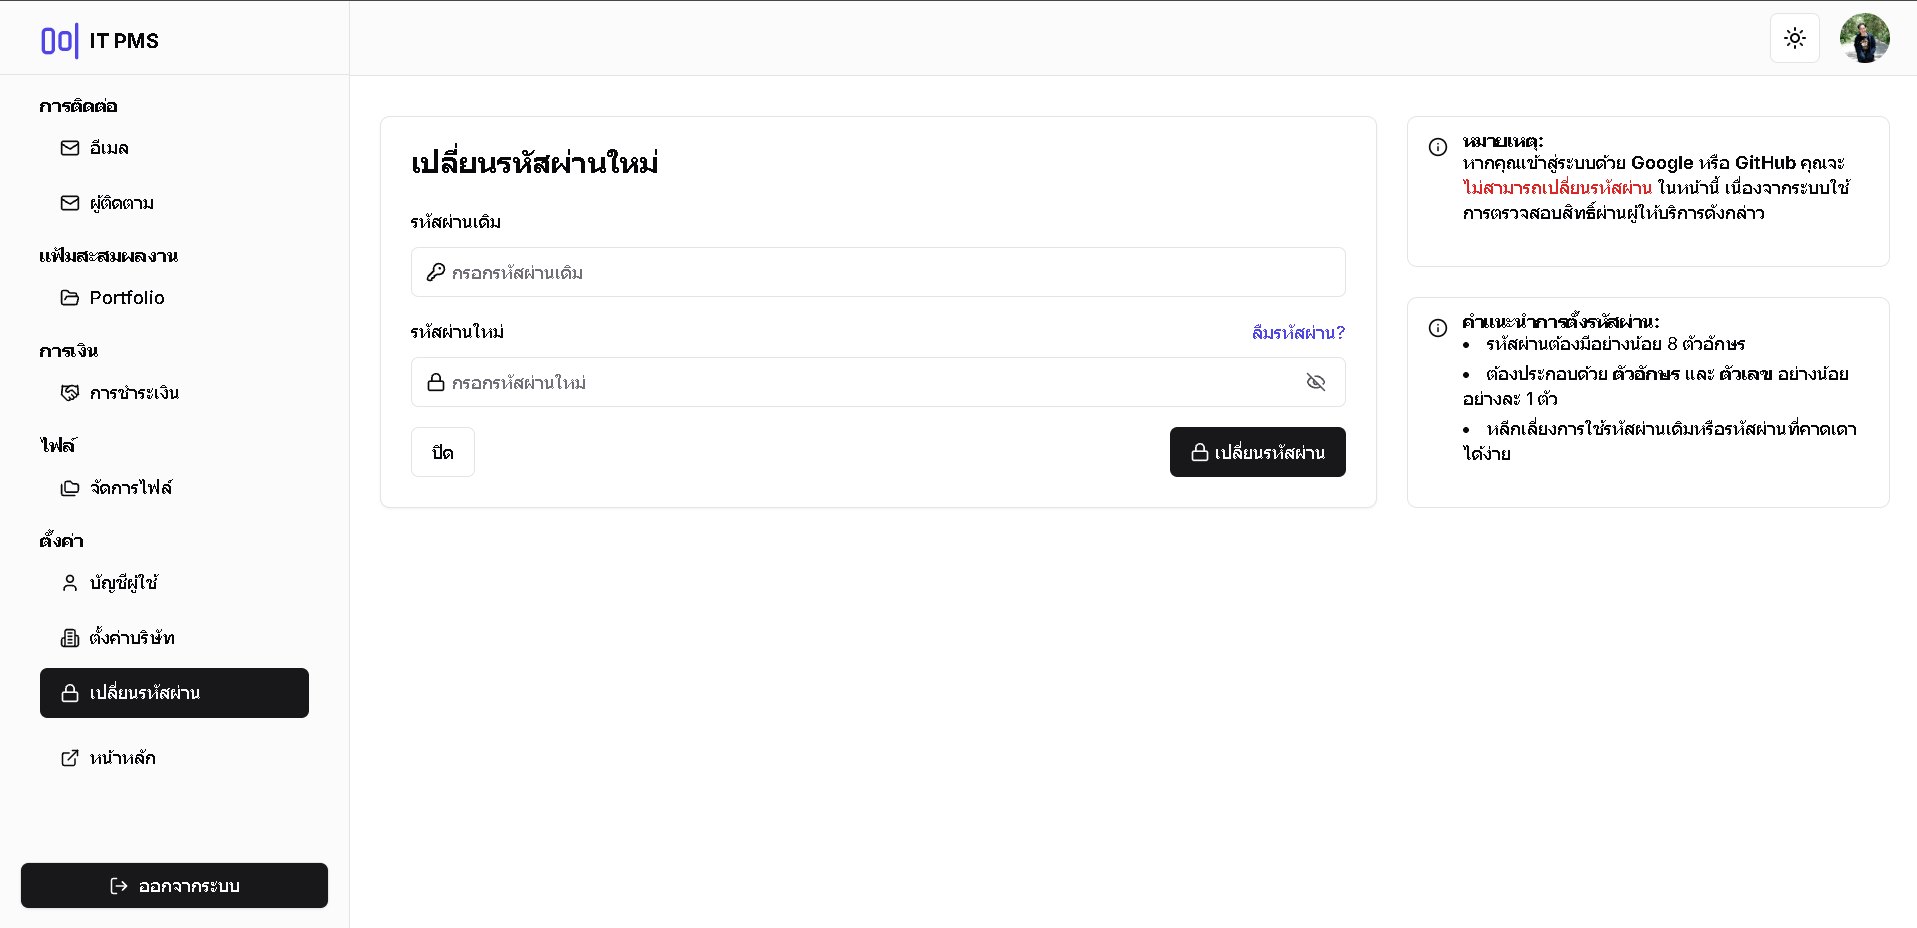 IT PMS
การติดต่อ
อีเมล
ผู้ติดตาม
แฟ้มสะสมผลงาน
Portfolio
การเงิน
การชำระเงิน
ไฟล์
จัดการไฟล์
ตั้งค่า
บัญชีผู้ใช้
ตั้งค่าบริษัท
เปลี่ยนรหัสผ่าน
หน้าหลัก
ออกจากระบบ
เปลี่ยนรหัสผ่านใหม่
รหัสผ่านเดิม
กรอกรหัสผ่านเดิม
รหัสผ่านใหม่
ลืมรหัสผ่าน?
กรอกรหัสผ่านใหม่
ปิด
เปลี่ยนรหัสผ่าน
หมายเหตุ:
หากคุณเข้าสู่ระบบด้วย Google หรือ GitHub คุณจะ
ไม่สามารถเปลี่ยนรหัสผ่าน ในหน้านี้ เนื่องจากระบบใช้
การตรวจสอบสิทธิ์ผ่านผู้ให้บริการดังกล่าว
คำแนะนำการตั้งรหัสผ่าน:
• รหัสผ่านต้องมีอย่างน้อย 8 ตัวอักษร
• ต้องประกอบด้วย ตัวอักษร และ ตัวเลข อย่างน้อย
อย่างละ 1 ตัว
• หลีกเลี่ยงการใช้รหัสผ่านเดิมหรือรหัสผ่านที่คาดเดา
ได้ง่าย